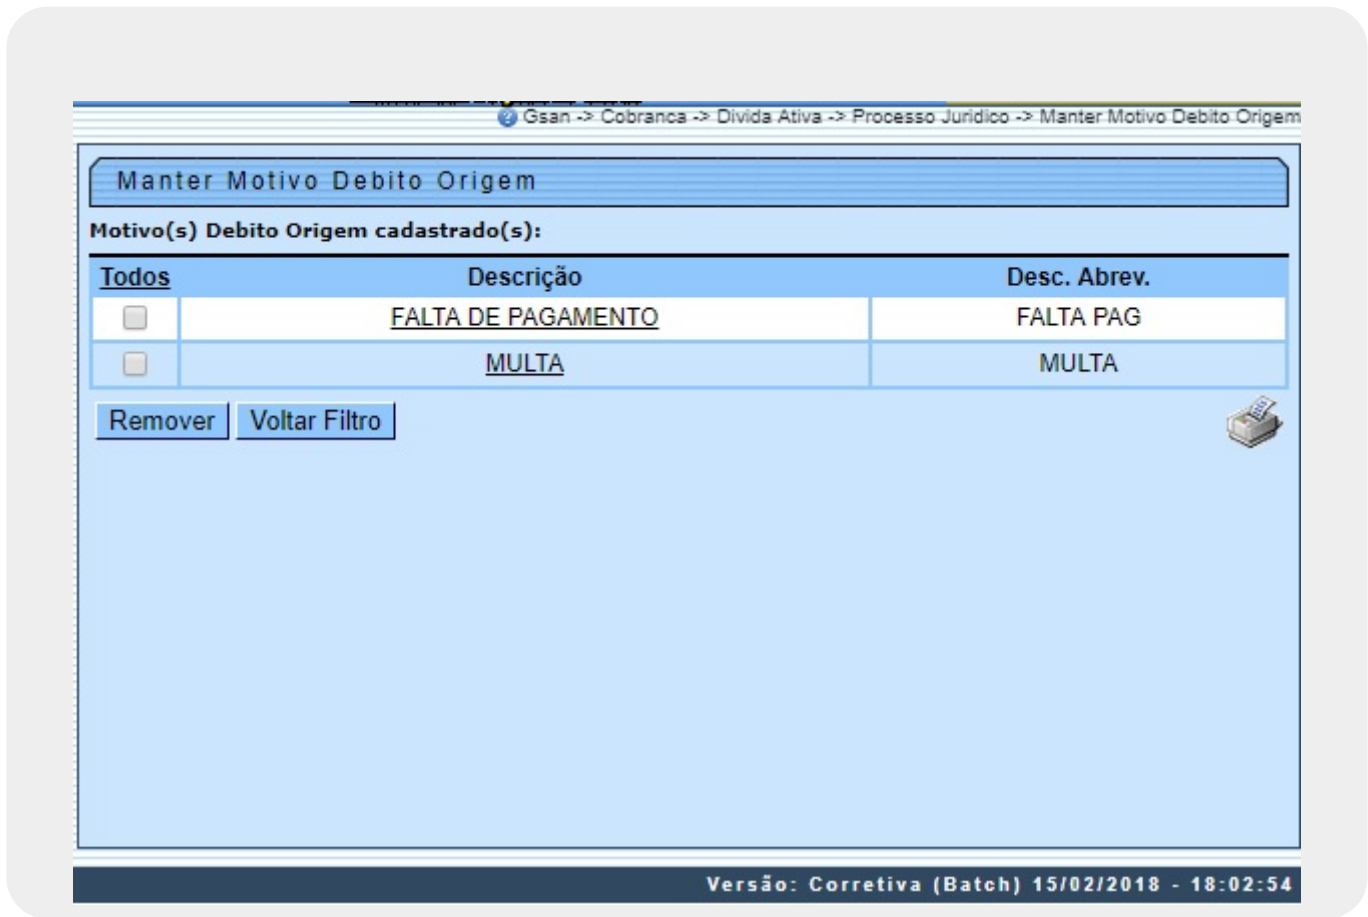 Gsan -> Cobranca -> Divida Ativa -> Processo Juridico -> Manter Motivo Debito Origem
Manter Motivo Debito Origem
Motivo(s) Debito Origem cadastrado(s):
Todos Descrição Desc. Abrev.
FALTA DE PAGAMENTO FALTA PAG
MULTA MULTA
Remover Voltar Filtro
Versão: Corretiva (Batch) 15/02/2018 - 18:02:54